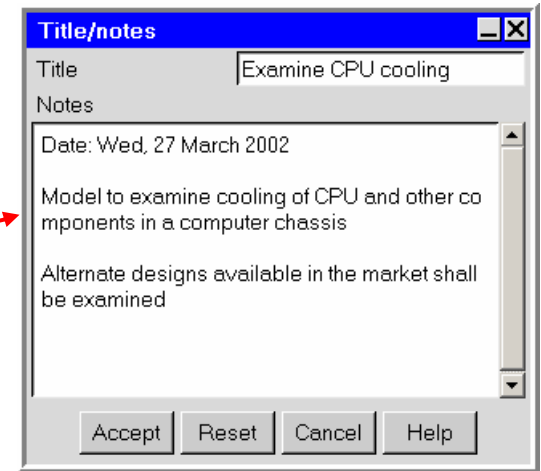 Title/notes
Title Examine CPU cooling
Notes
Date: Wed, 27 March 2002
Model to examine cooling of CPU and other co
mponents in a computer chassis
Alternate designs available in the market shall
be examined
Accept Reset Cancel Help